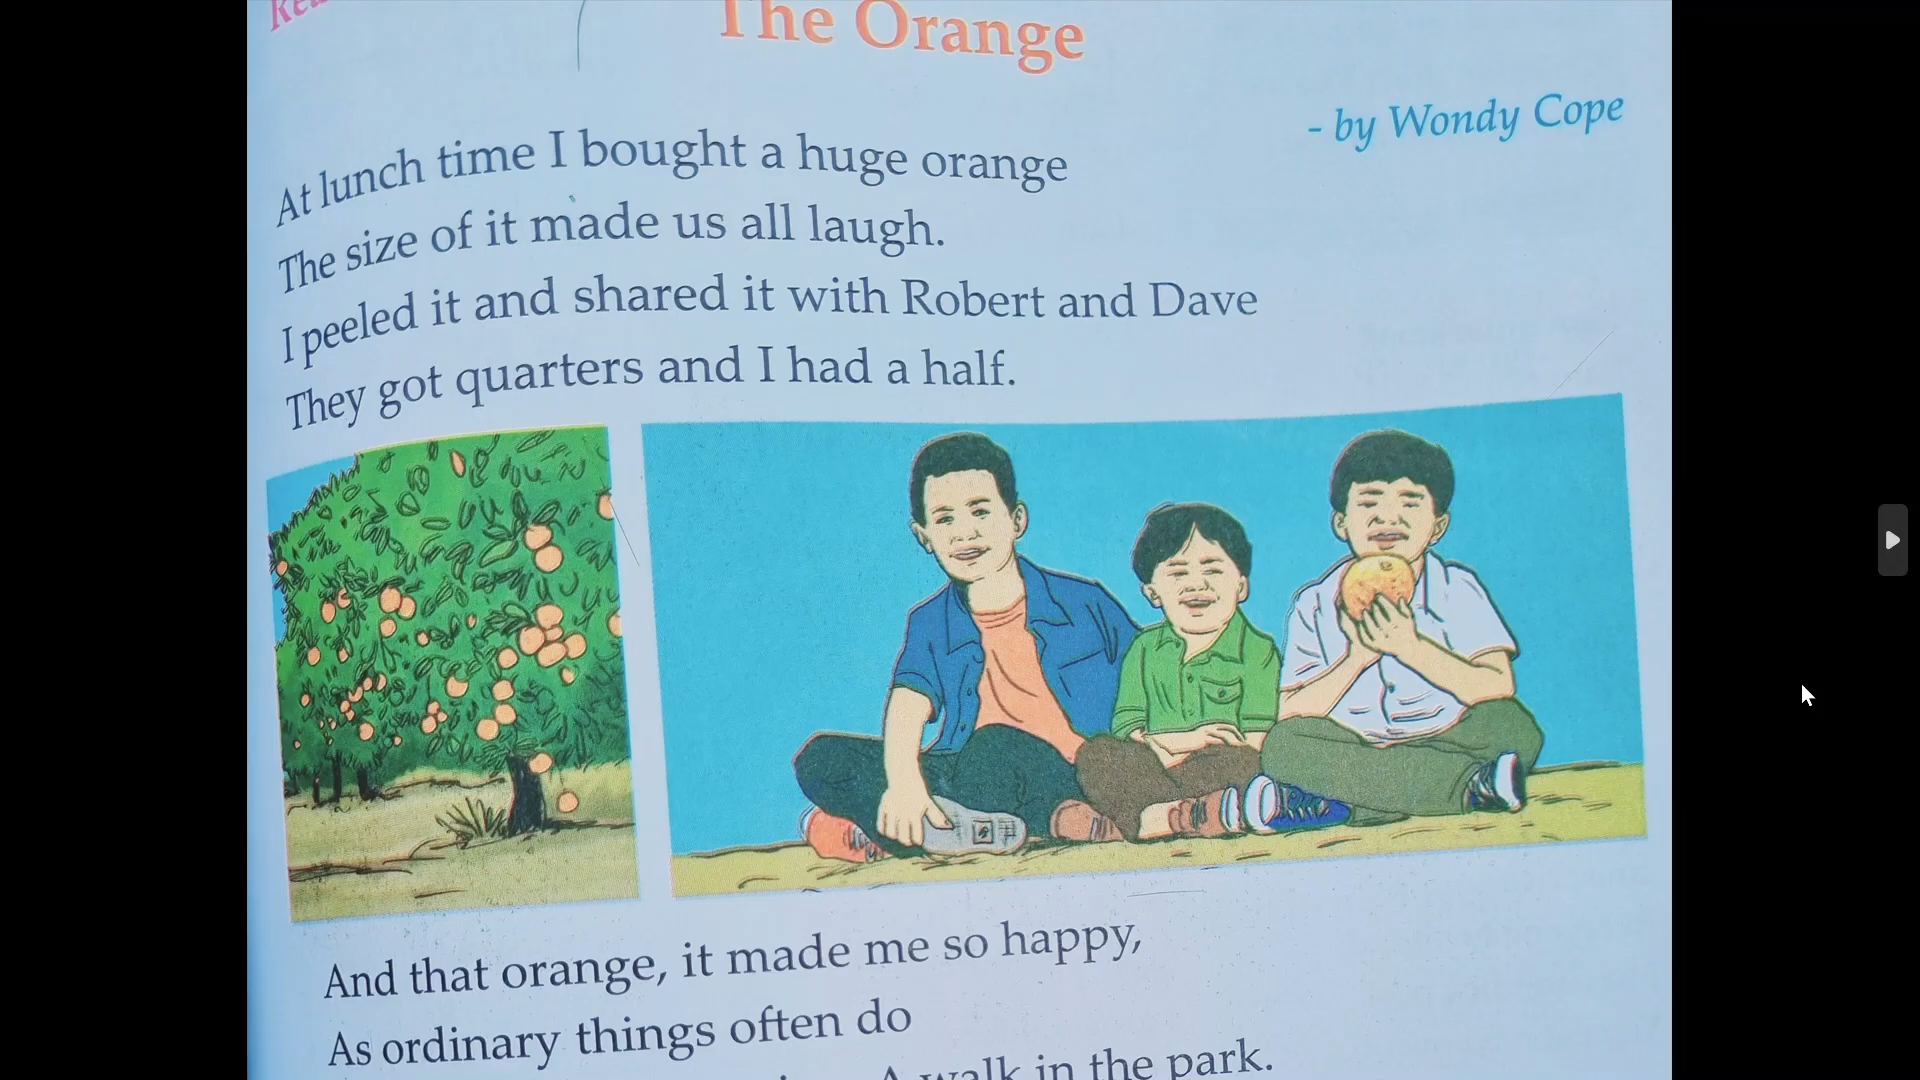 The Orange
- by Wondy Cope
At lunch time I bought a huge orange
The size of it made us all laugh.
I peeled it and shared it with Robert and Dave
They got quarters and I had a half.
And that orange, it made me so happy,
As ordinary things often do
A walk in the park.